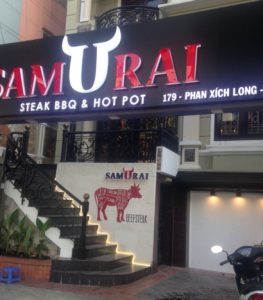 SAMURAI
STEAK BBQ & HOT POT
179 - PHAN XÍCH LONG -
SAMURAI
BEEFSTEAK